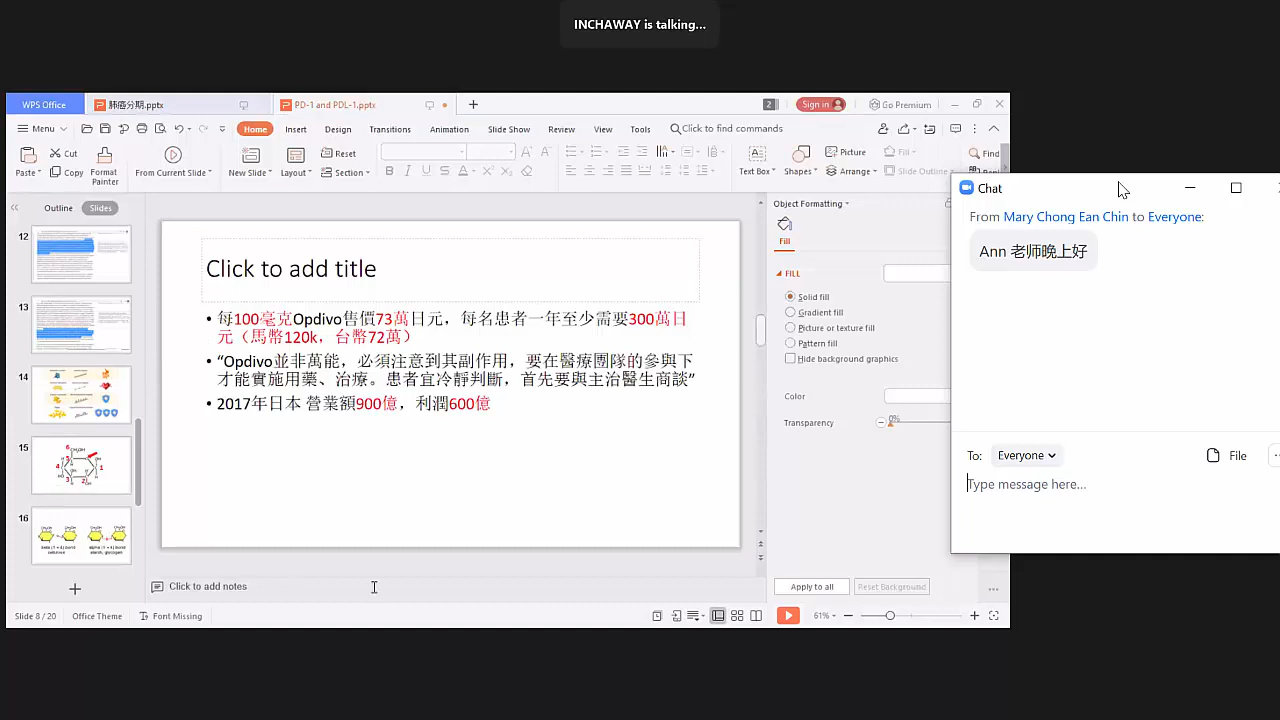 INCHAWAY is talking...
WPS Office
肺癌分期.pptx
PD-1 and PDL-1.pptx
2
Sign in
Go Premium
Menu
Home
Insert
Design
Transitions
Animation
Slide Show
Review
View
Tools
Click to find commands
Paste
Cut
Copy
Format
Painter
From Current Slide
New Slide
Layout
Reset
Section
B I U S A
Text Box
Shapes
Picture
Arrange
Fill
Slide Outline
Find
Outline
Slides
12
13
14
15
16
Click to add title
• 每100毫克Opdivo售價73萬日元，每名患者一年至少需要300萬日
元（馬幣120k，台幣72萬）
• “Opdivo並非萬能，必須注意到其副作用，要在醫療團隊的參與下
才能實施用藥、治療。患者宜冷靜判斷，首先要與主治醫生商談”
• 2017年日本 營業額900億，利潤600億
Click to add notes
Object Formatting
Fill
FILL
Solid fill
Gradient fill
Picture or texture fill
Pattern fill
Hide background graphics
Color
Transparency
0%
Apply to all
Reset Background
Slide 8 / 20
Office Theme
Font Missing
61%
Chat
From Mary Chong Ean Chin to Everyone:
Ann 老师晚上好
To: Everyone
File
Type message here...